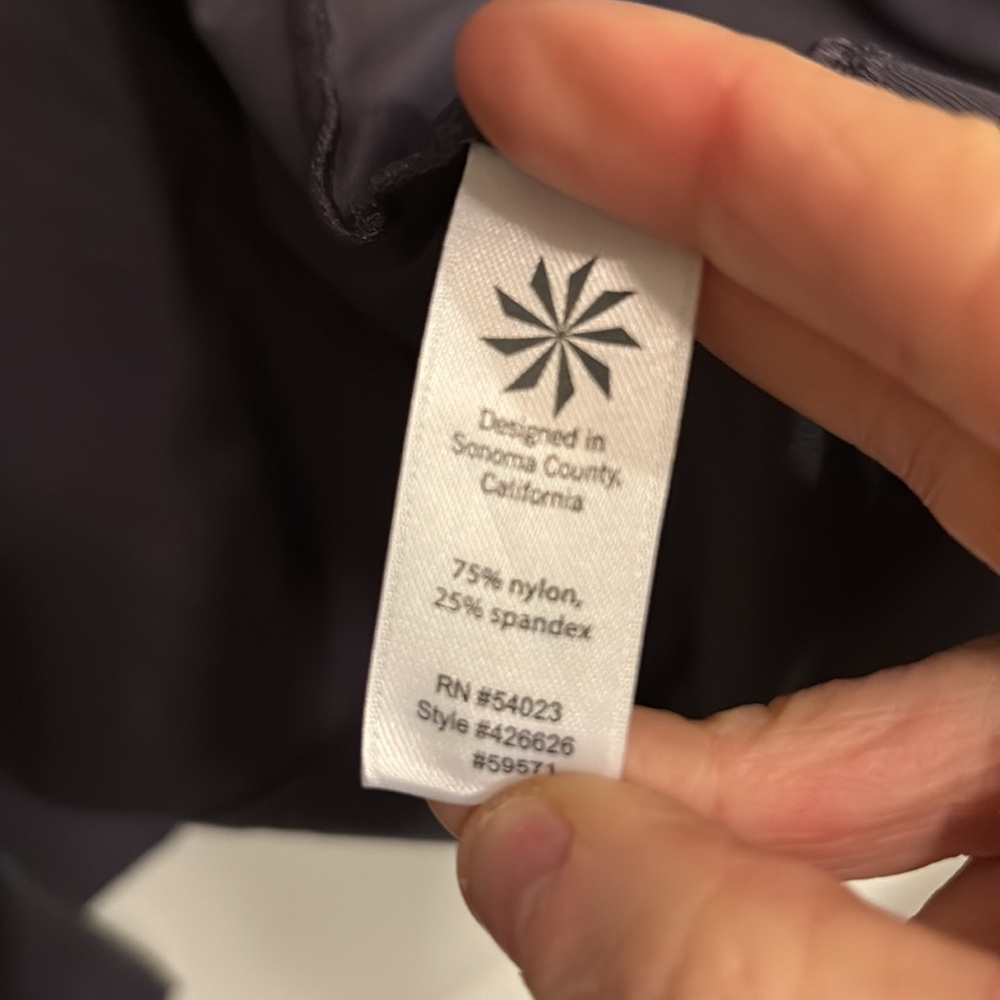 Designed in
Sonoma County,
California
75% nylon,
25% spandex
RN #54023
Style #426626
#59571